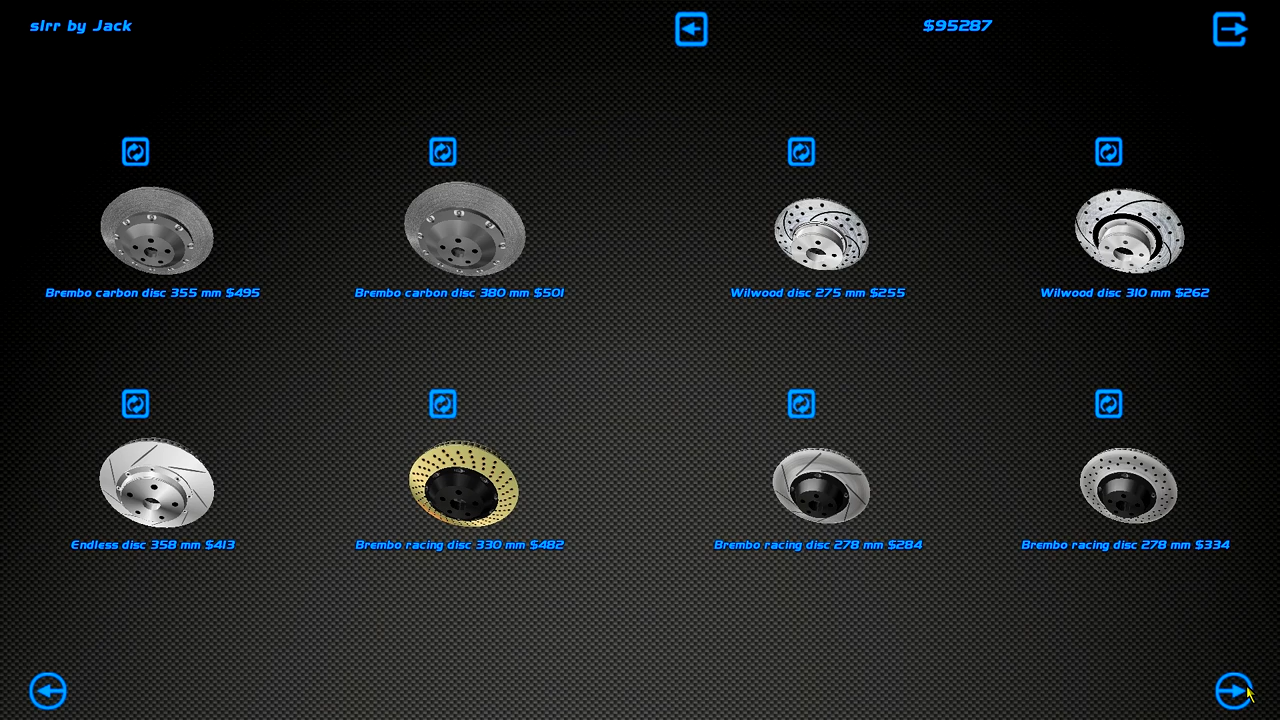 slrr by Jack
$95287
Brembo carbon disc 355 mm $495
Brembo carbon disc 380 mm $501
Wilwood disc 275 mm $255
Wilwood disc 310 mm $262
Endless disc 358 mm $413
Brembo racing disc 330 mm $482
Brembo racing disc 278 mm $284
Brembo racing disc 278 mm $334